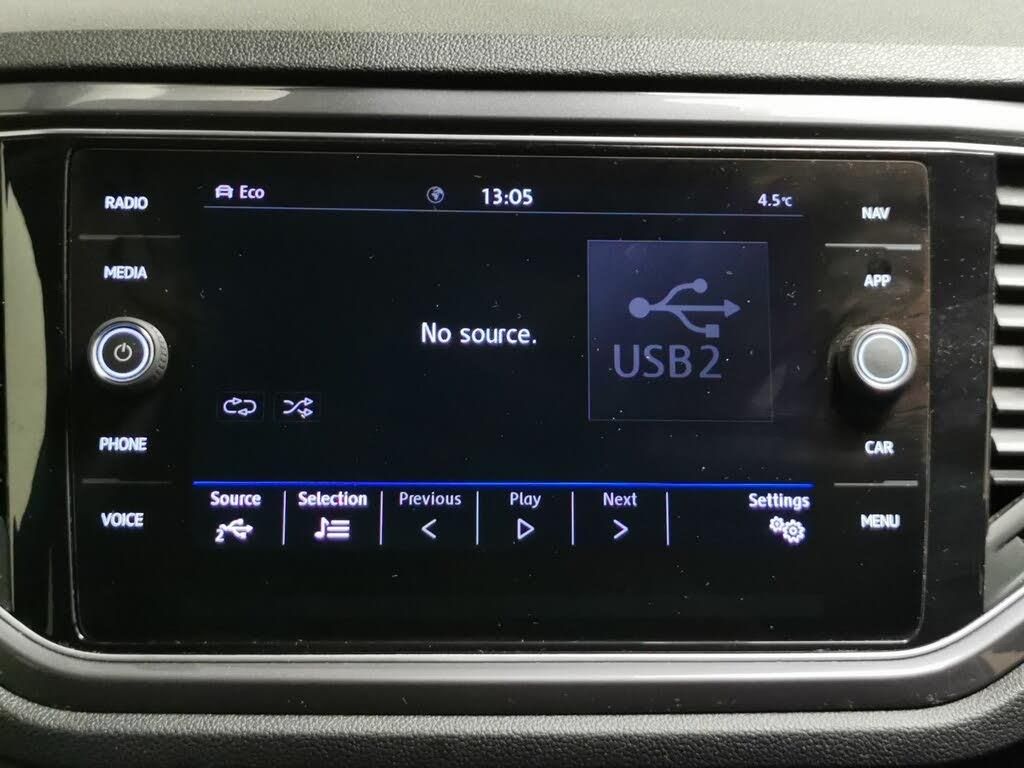 RADIO
MEDIA
PHONE
VOICE
Eco
13:05
4.5°C
No source.
USB2
Source
2
Selection
Previous
Play
Next
Settings
NAV
APP
CAR
MENU